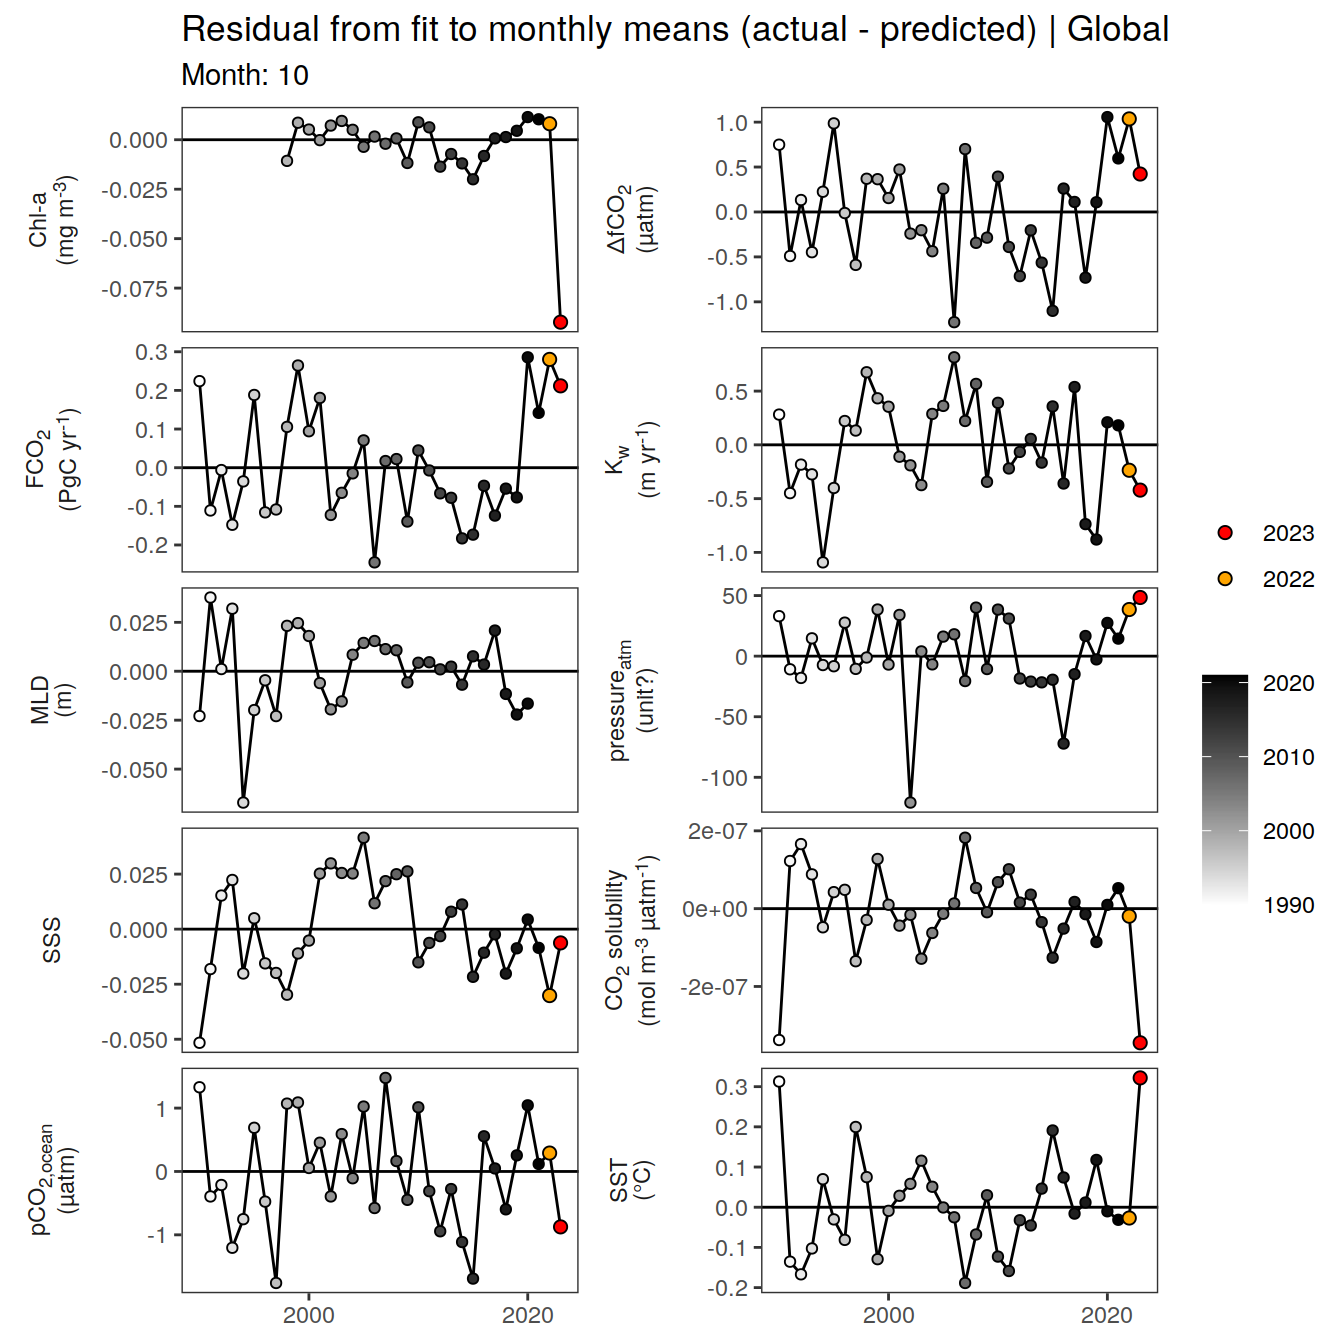 Residual from fit to monthly means (actual - predicted) | Global
Month: 10
Chl-a
(mg m⁻³)
0.000
-0.025
-0.050
-0.075
ΔfCO₂
(µatm)
1.0
0.5
0.0
-0.5
-1.0
FCO₂
(PgC yr⁻¹)
0.3
0.2
0.1
0.0
-0.1
-0.2
K_w
(m yr⁻¹)
0.5
0.0
-0.5
-1.0
MLD
(m)
0.025
0.000
-0.025
-0.050
pressure_atm
(unit?)
50
0
-50
-100
SSS
0.025
0.000
-0.025
-0.050
CO₂ solubility
(mol m⁻³ µatm⁻¹)
2e-07
0e+00
-2e-07
pCO₂,ocean
(µatm)
1
0
-1
2000
2020
SST
(°C)
0.3
0.2
0.1
0.0
-0.1
-0.2
2000
2020
2023
2022
2020
2010
2000
1990